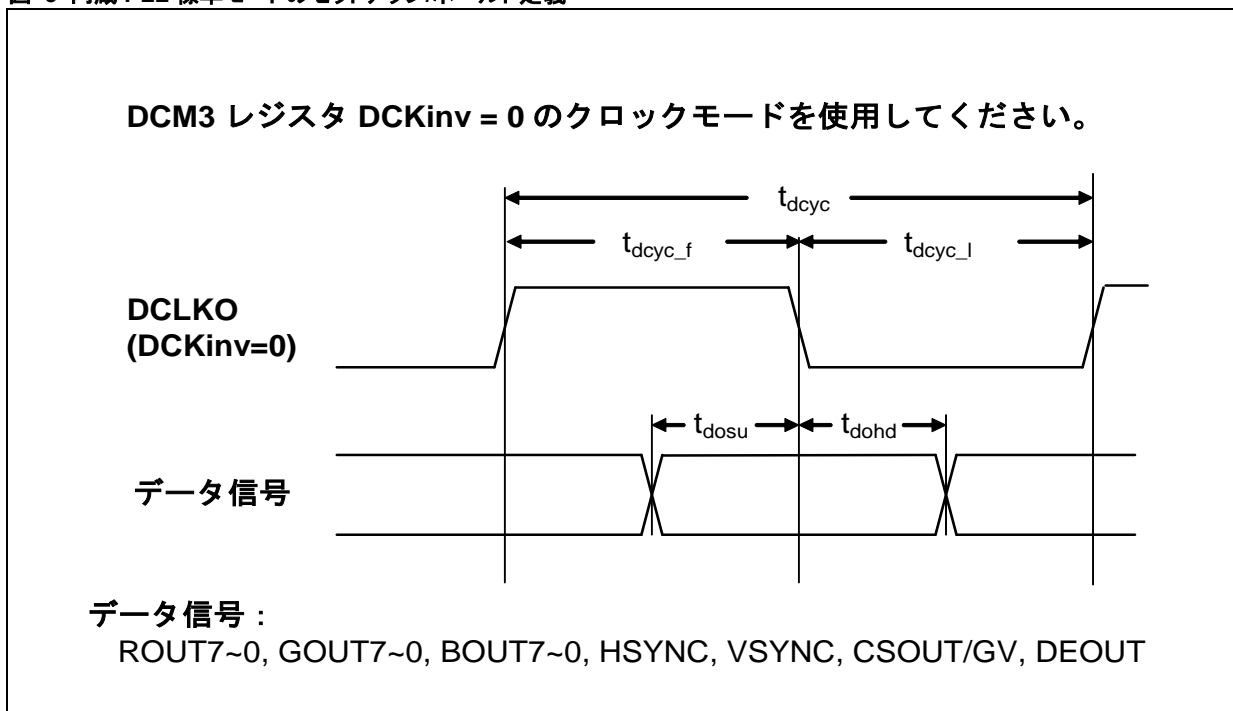 DCM3 レジスタ DCKinv = 0 のクロックモードを使用してください。
tdcyc
tdcyc_f
tdcyc_l
DCLKO
(DCKinv=0)
tdosu
tdohd
データ信号
データ信号：
ROUT7~0, GOUT7~0, BOUT7~0, HSYNC, VSYNC, CSOUT/GV, DEOUT